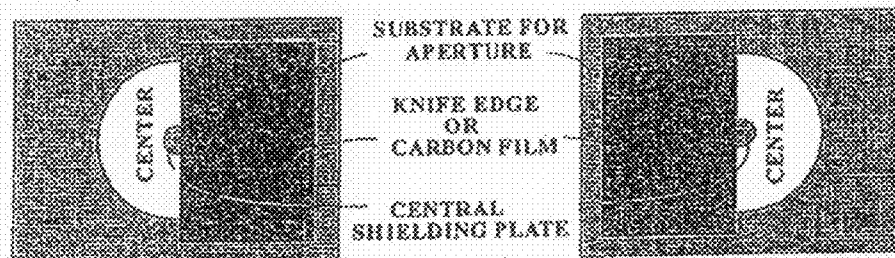 CENTER
SUBSTRATE FOR
APERTURE
KNIFE EDGE
OR
CARBON FILM
CENTRAL
SHIELDING PLATE
CENTER